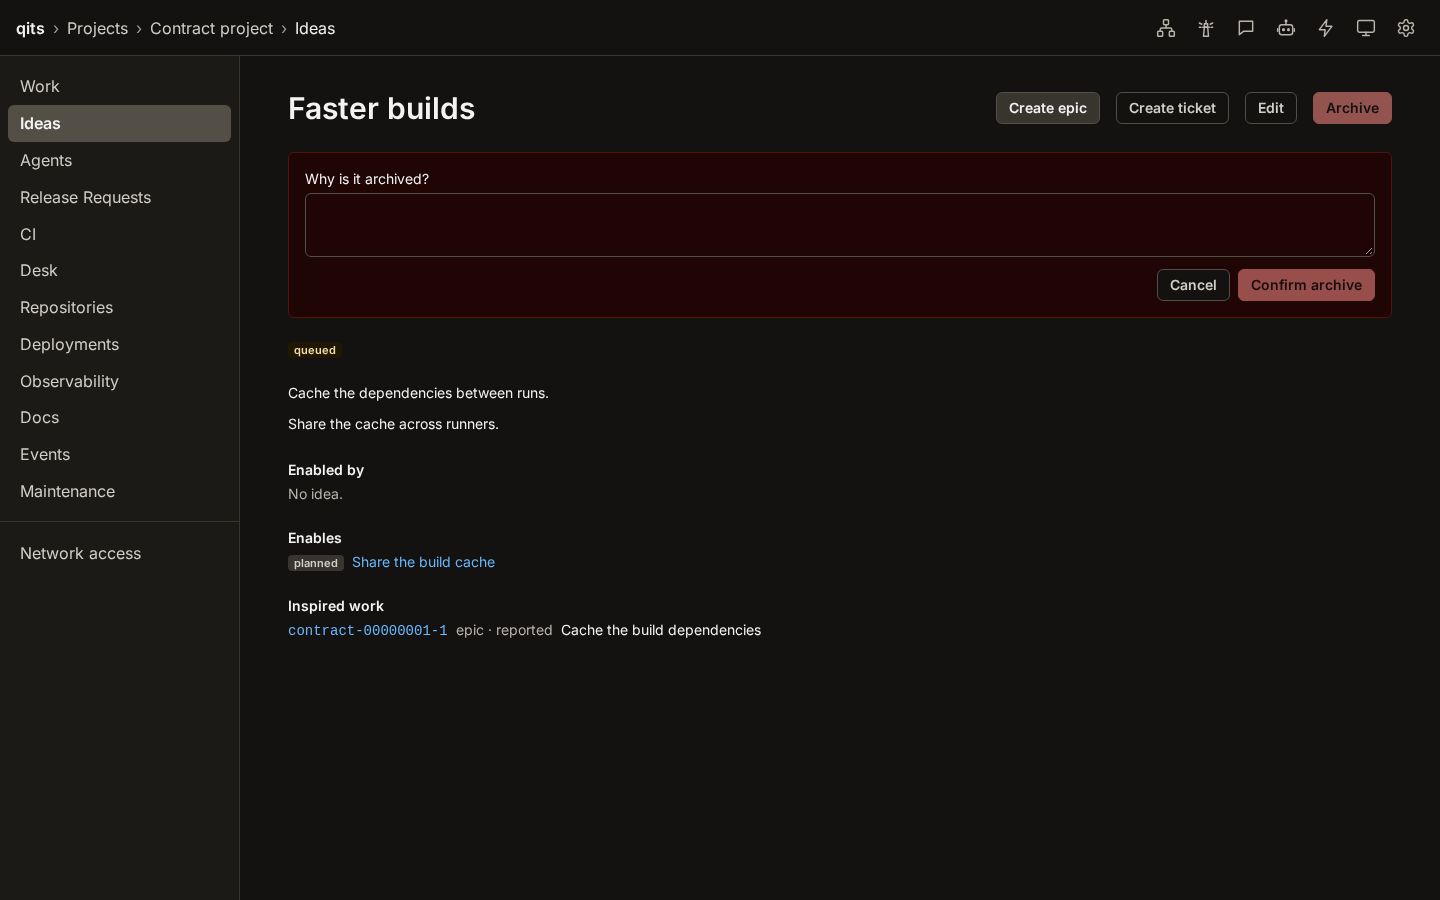 qits › Projects › Contract project › Ideas
Work
Ideas
Agents
Release Requests
CI
Desk
Repositories
Deployments
Observability
Docs
Events
Maintenance
Network access
Faster builds
Create epic
Create ticket
Edit
Archive
Why is it archived?
Cancel
Confirm archive
queued
Cache the dependencies between runs.
Share the cache across runners.
Enabled by
No idea.
Enables
planned Share the build cache
Inspired work
contract-00000001-1 epic · reported Cache the build dependencies